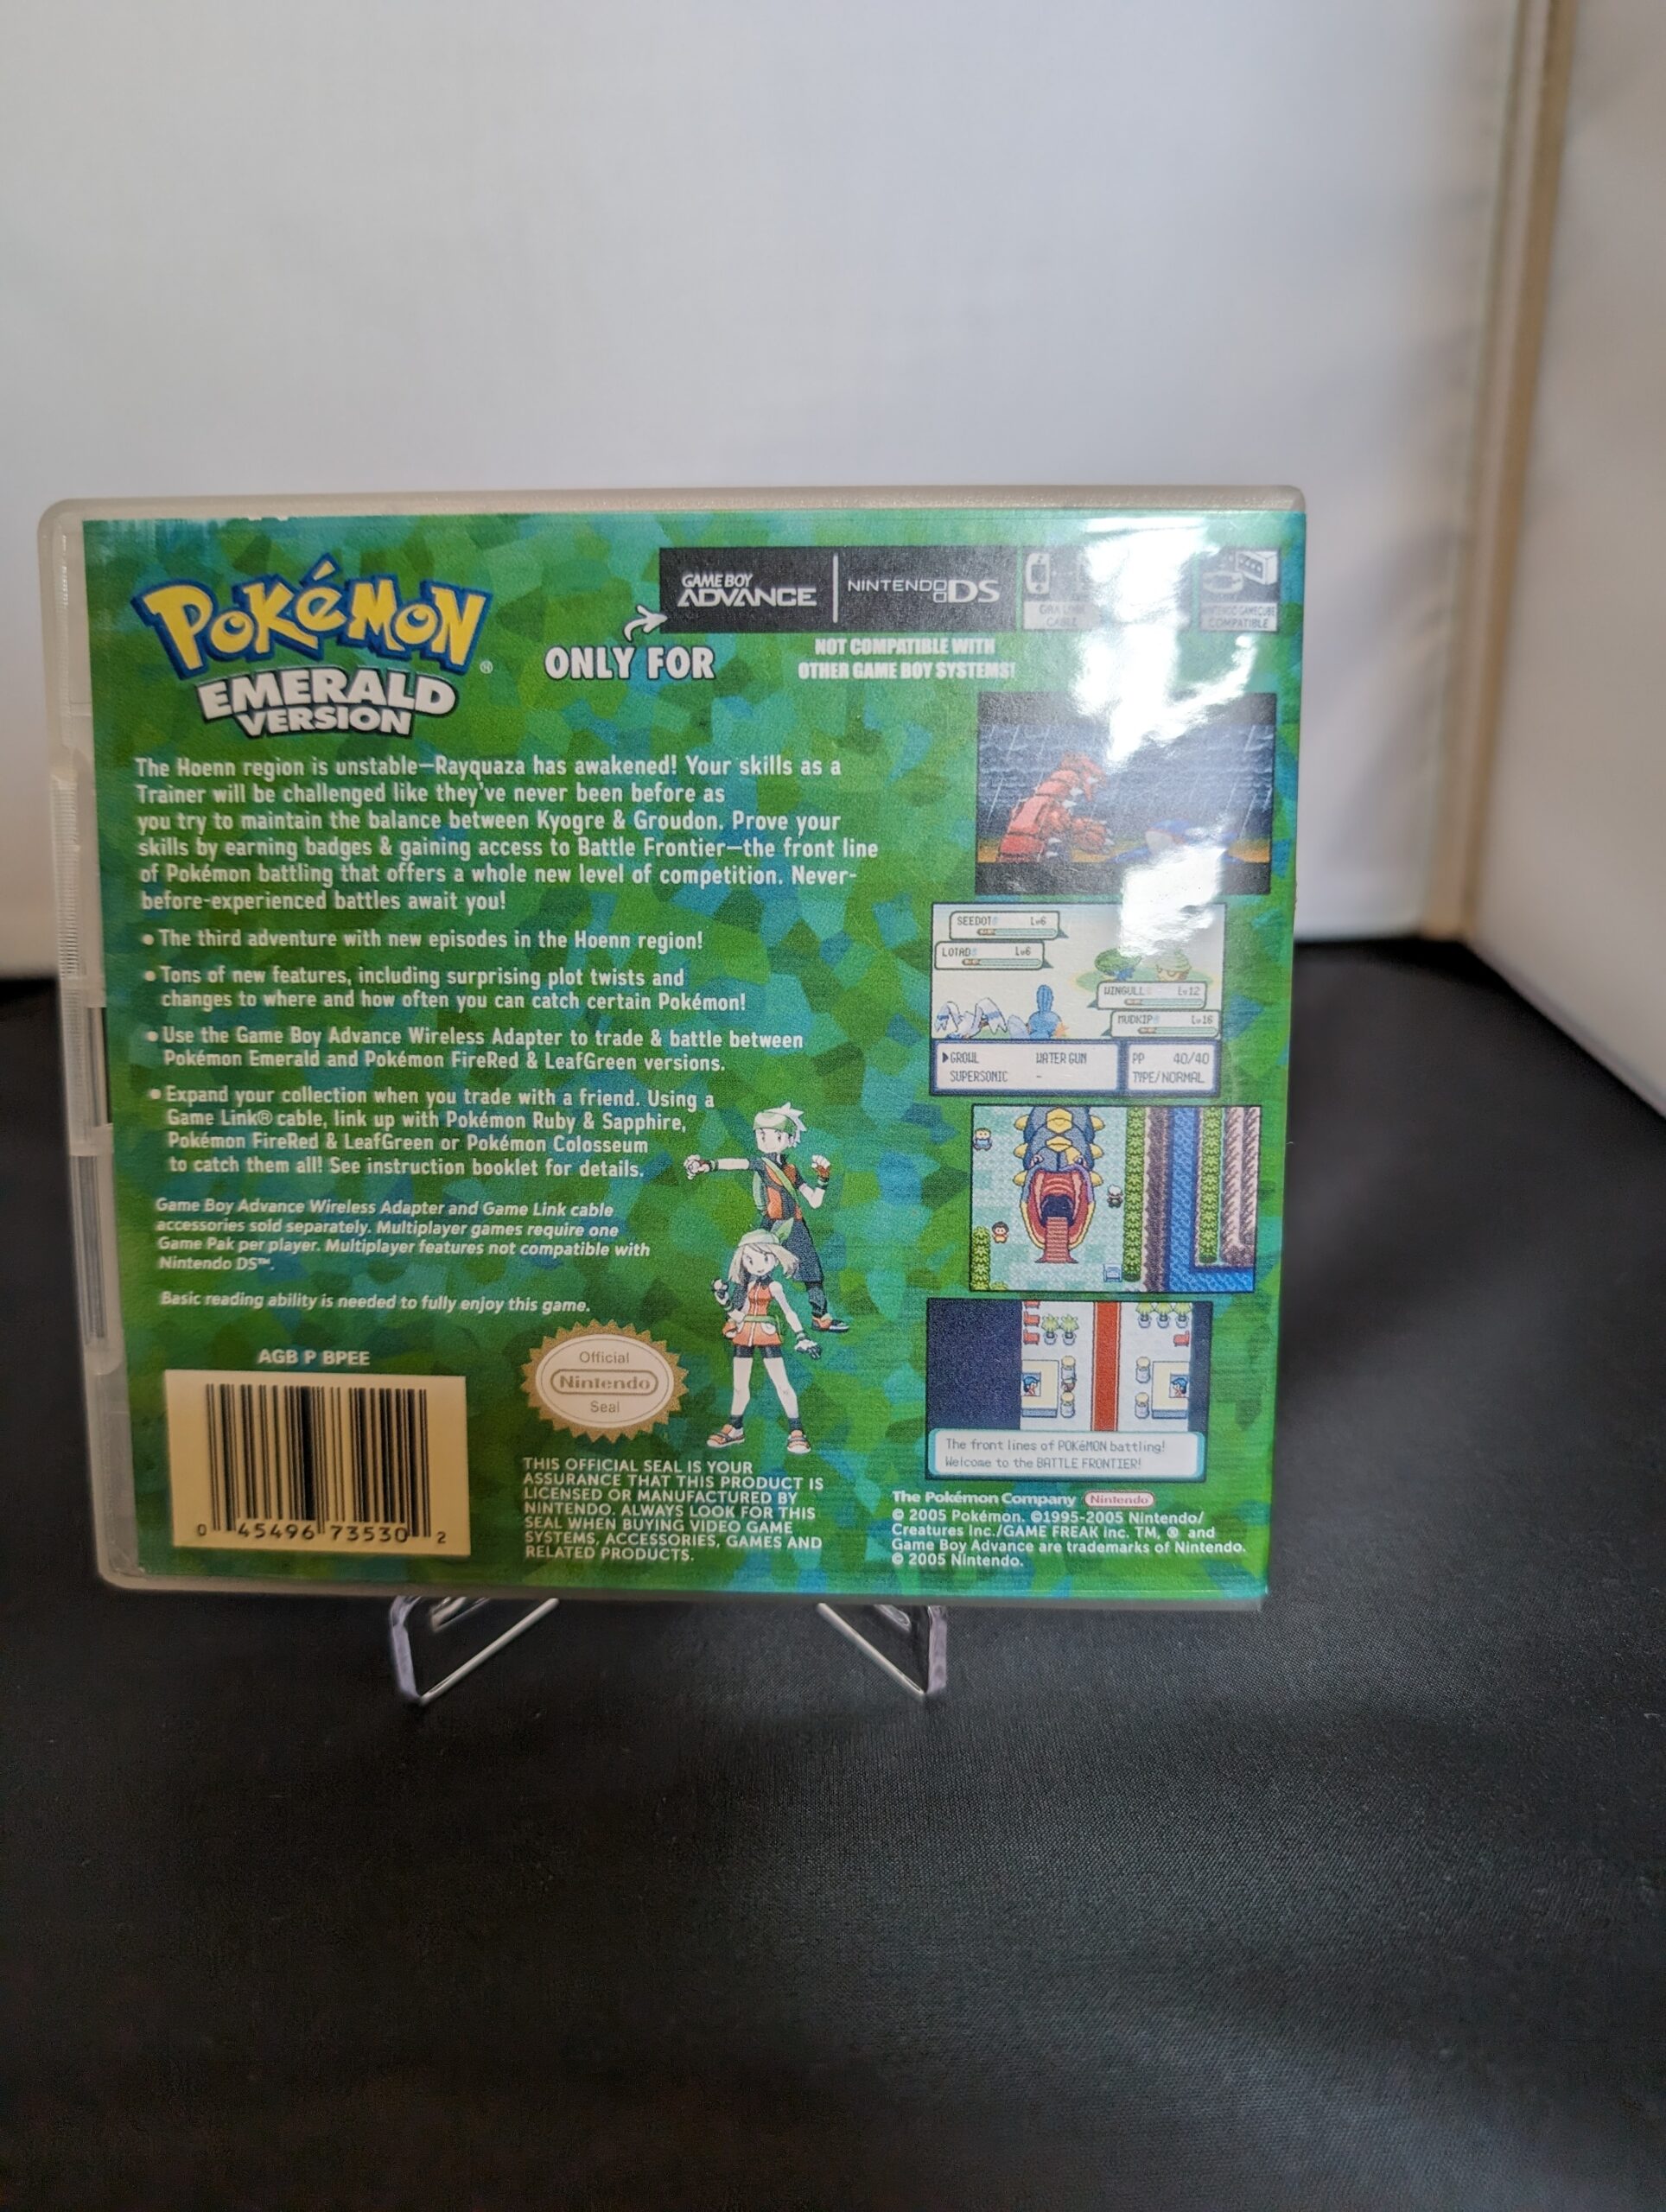 POKéMON®
EMERALD
VERSION
GAME BOY
ADVANCE
NINTENDO DS
GBA LINK
CABLE
NINTENDO GAMECUBE
COMPATIBLE
ONLY FOR
NOT COMPATIBLE WITH
OTHER GAME BOY SYSTEMS!
The Hoenn region is unstable—Rayquaza has awakened! Your skills as a
Trainer will be challenged like they've never been before as
you try to maintain the balance between Kyogre & Groudon. Prove your
skills by earning badges & gaining access to Battle Frontier—the front line
of Pokémon battling that offers a whole new level of competition. Never-
before-experienced battles await you!
• The third adventure with new episodes in the Hoenn region!
• Tons of new features, including surprising plot twists and
changes to where and how often you can catch certain Pokémon!
• Use the Game Boy Advance Wireless Adapter to trade & battle between
Pokémon Emerald and Pokémon FireRed & LeafGreen versions.
• Expand your collection when you trade with a friend. Using a
Game Link® cable, link up with Pokémon Ruby & Sapphire,
Pokémon FireRed & LeafGreen or Pokémon Colosseum
to catch them all! See instruction booklet for details.
Game Boy Advance Wireless Adapter and Game Link cable
accessories sold separately. Multiplayer games require one
Game Pak per player. Multiplayer features not compatible with
Nintendo DS™.
Basic reading ability is needed to fully enjoy this game.
AGB P BPEE
0 45496 73530 2
Official
Nintendo
Seal
THIS OFFICIAL SEAL IS YOUR
ASSURANCE THAT THIS PRODUCT IS
LICENSED OR MANUFACTURED BY
NINTENDO. ALWAYS LOOK FOR THIS
SEAL WHEN BUYING VIDEO GAME
SYSTEMS, ACCESSORIES, GAMES AND
RELATED PRODUCTS.
SEEDOT♂ Lv6
LOTAD♂ Lv6
WINGULL♂ Lv12
MUDKIP♂ Lv16
▶GROWL WATER GUN
SUPERSONIC -
PP 40/40
TYPE/NORMAL
The front lines of POKéMON battling!
Welcome to the BATTLE FRONTIER!
The Pokémon Company Nintendo
© 2005 Pokémon. ©1995-2005 Nintendo/
Creatures Inc./GAME FREAK inc. TM, ® and
Game Boy Advance are trademarks of Nintendo.
© 2005 Nintendo.